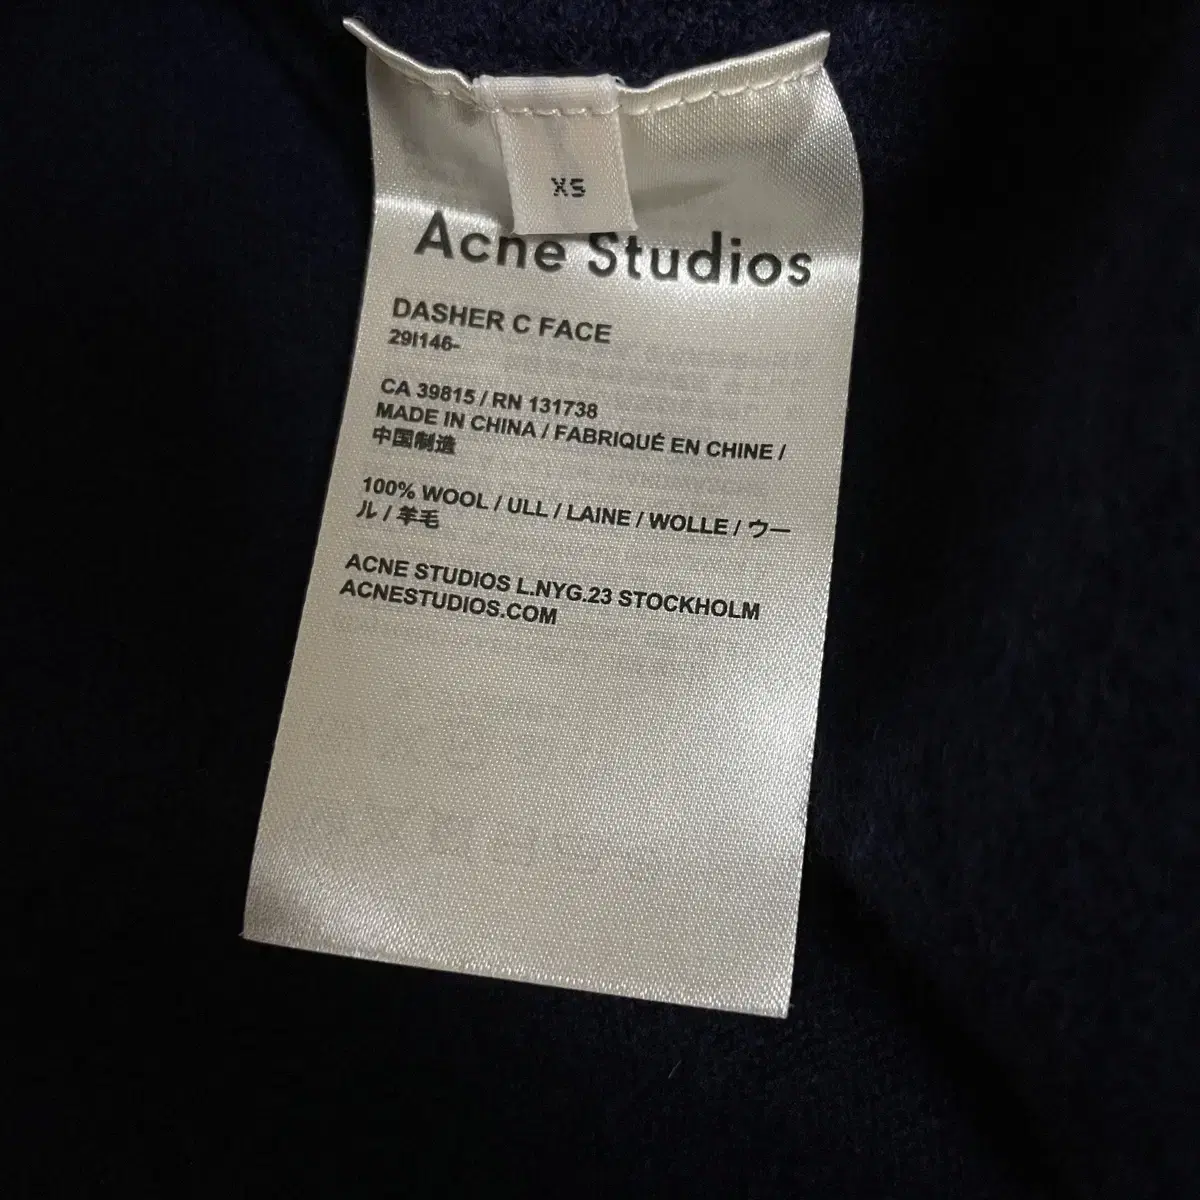 XS
Acne Studios
DASHER C FACE
29I146-
CA 39815 / RN 131738
MADE IN CHINA / FABRIQUÉ EN CHINE /
中国制造
100% WOOL / ULL / LAINE / WOLLE / ウー
ル / 羊毛
ACNE STUDIOS L.NYG.23 STOCKHOLM
ACNESTUDIOS.COM